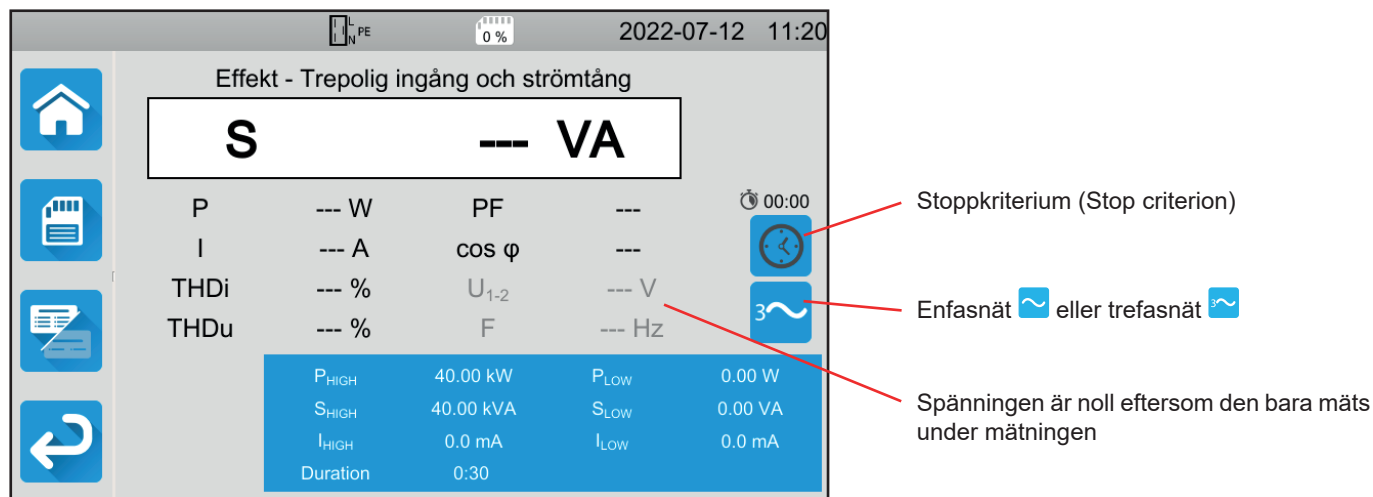 L
N PE
0 %
2022-07-12 11:20
Effekt - Trepolig ingång och strömtång
S --- VA
P --- W PF ---
I --- A cos φ ---
THDi --- % U1-2 --- V
THDu --- % F --- Hz
00:00
3
PHIGH 40.00 kW PLOW 0.00 W
SHIGH 40.00 kVA SLOW 0.00 VA
IHIGH 0.0 mA ILOW 0.0 mA
Duration 0:30
Stoppkriterium (Stop criterion)
Enfasnät eller trefasnät 3
Spänningen är noll eftersom den bara mäts
under mätningen